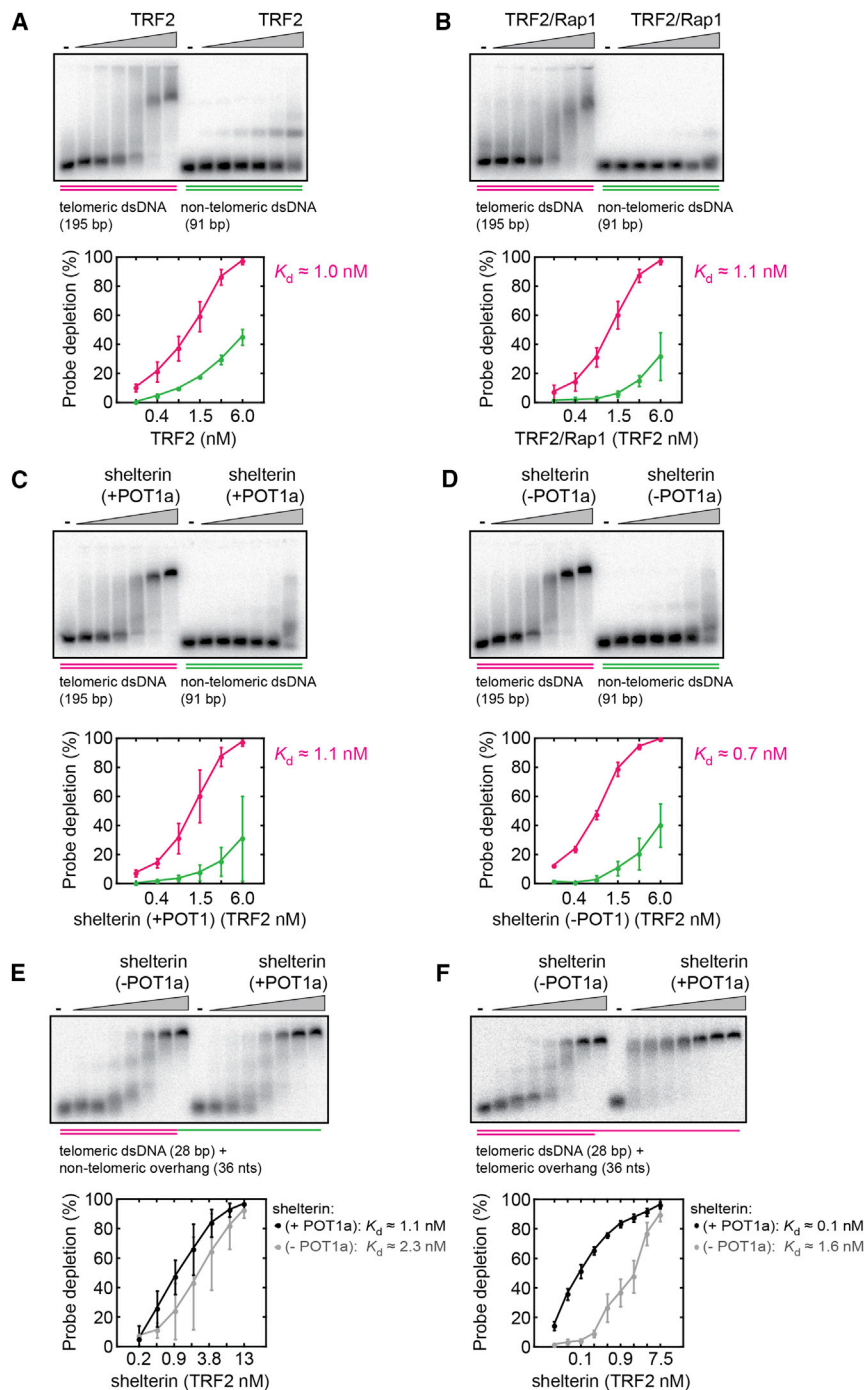 A
TRF2 TRF2
-
-
telomeric dsDNA
(195 bp)
non-telomeric dsDNA
(91 bp)
Probe depletion (%)
100
80
60
40
20
0
0.4 1.5 6.0
TRF2 (nM)
Kd ≈ 1.0 nM
B
TRF2/Rap1 TRF2/Rap1
-
-
telomeric dsDNA
(195 bp)
non-telomeric dsDNA
(91 bp)
Probe depletion (%)
100
80
60
40
20
0
0.4 1.5 6.0
TRF2/Rap1 (TRF2 nM)
Kd ≈ 1.1 nM
C
shelterin
(+POT1a)
shelterin
(+POT1a)
-
-
telomeric dsDNA
(195 bp)
non-telomeric dsDNA
(91 bp)
Probe depletion (%)
100
80
60
40
20
0
0.4 1.5 6.0
shelterin (+POT1) (TRF2 nM)
Kd ≈ 1.1 nM
D
shelterin
(-POT1a)
shelterin
(-POT1a)
-
-
telomeric dsDNA
(195 bp)
non-telomeric dsDNA
(91 bp)
Probe depletion (%)
100
80
60
40
20
0
0.4 1.5 6.0
shelterin (-POT1) (TRF2 nM)
Kd ≈ 0.7 nM
E
shelterin
(-POT1a)
shelterin
(+POT1a)
-
-
telomeric dsDNA (28 bp) +
non-telomeric overhang (36 nts)
Probe depletion (%)
100
80
60
40
20
0
0.2 0.9 3.8 13
shelterin (TRF2 nM)
shelterin:
(+ POT1a): Kd ≈ 1.1 nM
(- POT1a): Kd ≈ 2.3 nM
F
shelterin
(-POT1a)
shelterin
(+POT1a)
-
-
telomeric dsDNA (28 bp) +
telomeric overhang (36 nts)
Probe depletion (%)
100
80
60
40
20
0
0.1 0.9 7.5
shelterin (TRF2 nM)
shelterin:
(+ POT1a): Kd ≈ 0.1 nM
(- POT1a): Kd ≈ 1.6 nM